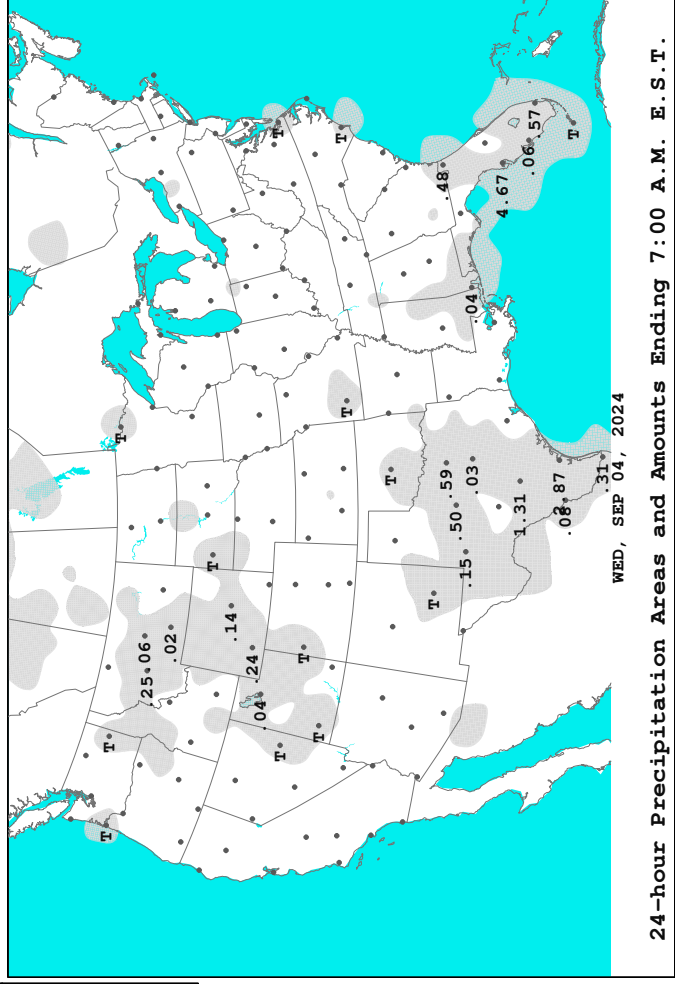 T
T
T
.25 .06
.02
T
.14
.24
.04
T
T
T
T
T
T
T
T
.48
.59
.50
.15
.04
.03
4.67
1.31
.06
.57
2.87
.08
T
.31
WED, SEP 04, 2024
24-hour Precipitation Areas and Amounts Ending 7:00 A.M. E.S.T.